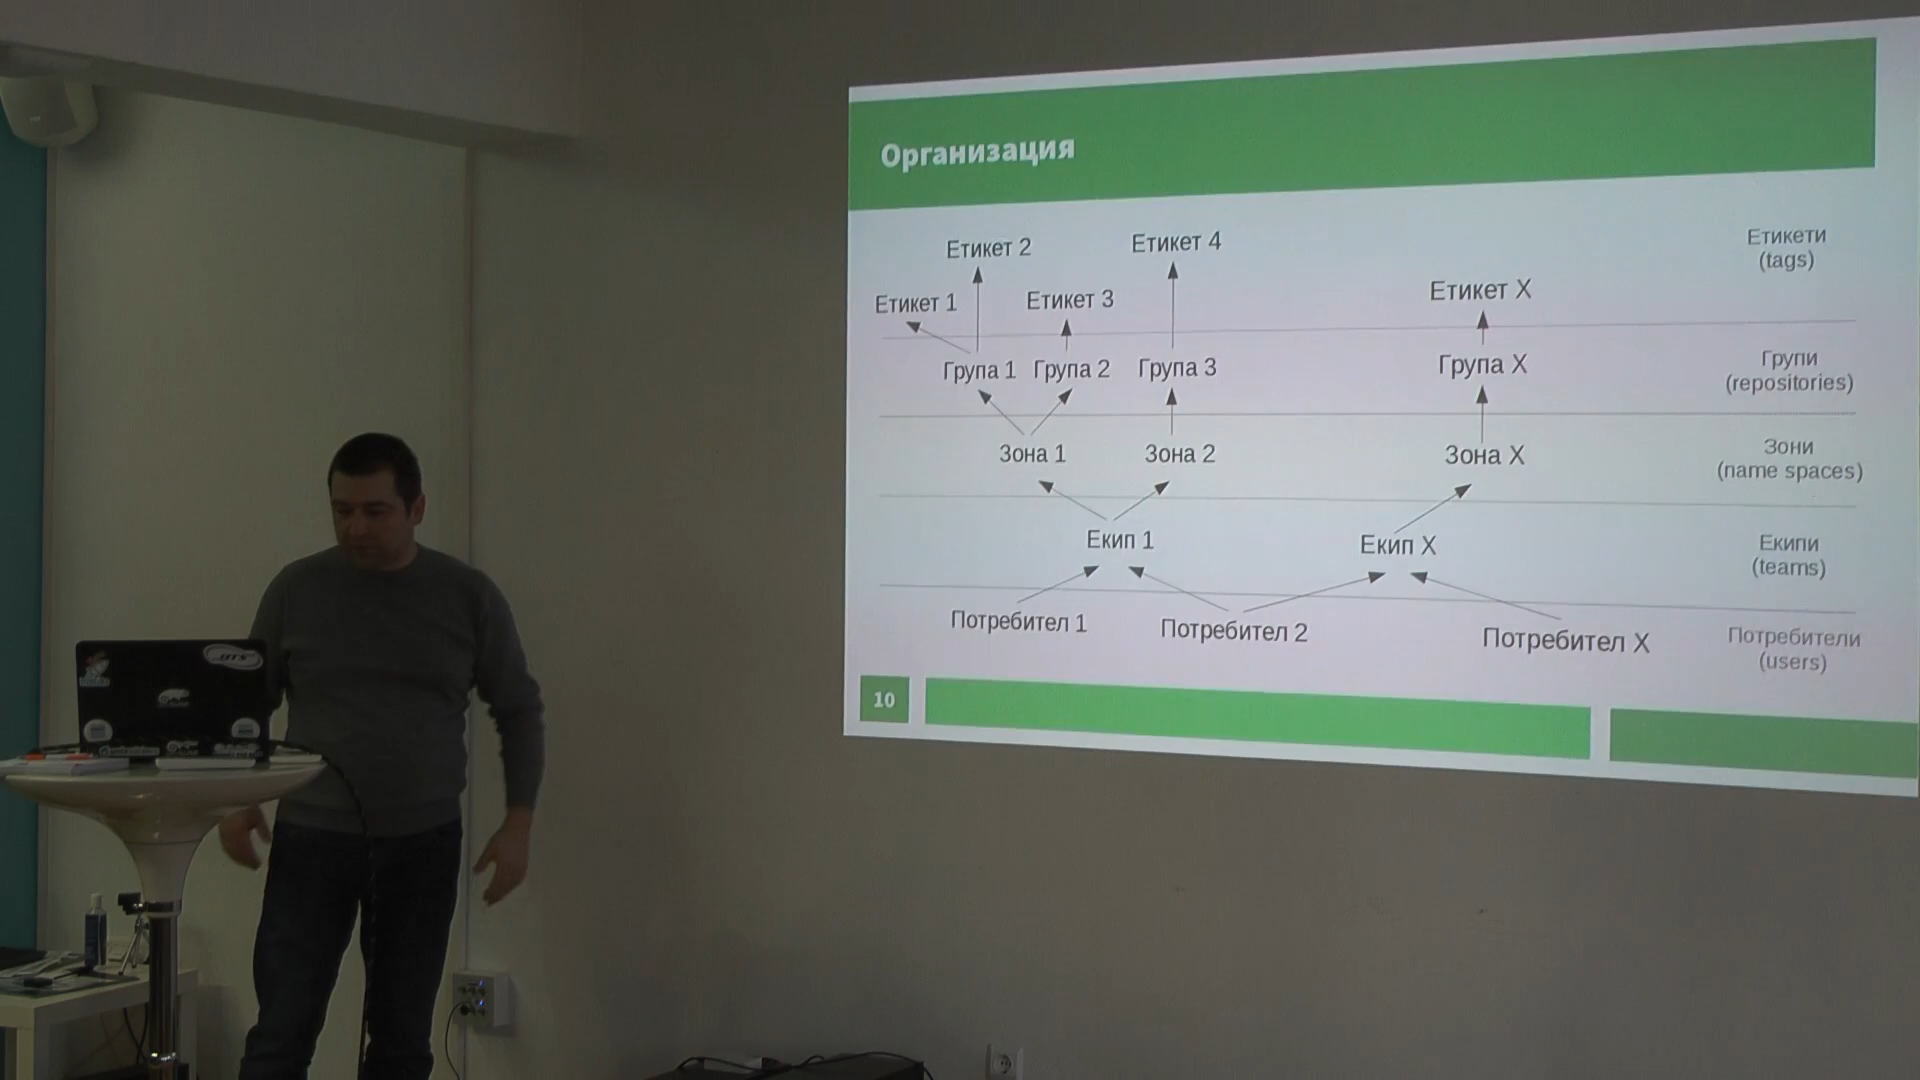 Организация
Етикет 2
Етикет 4
Етикети
(tags)
Етикет 1
Етикет 3
Етикет X
Група 1
Група 2
Група 3
Група X
Групи
(repositories)
Зона 1
Зона 2
Зона X
Зони
(name spaces)
Екип 1
Екип X
Екипи
(teams)
Потребител 1
Потребител 2
Потребител X
Потребители
(users)
10